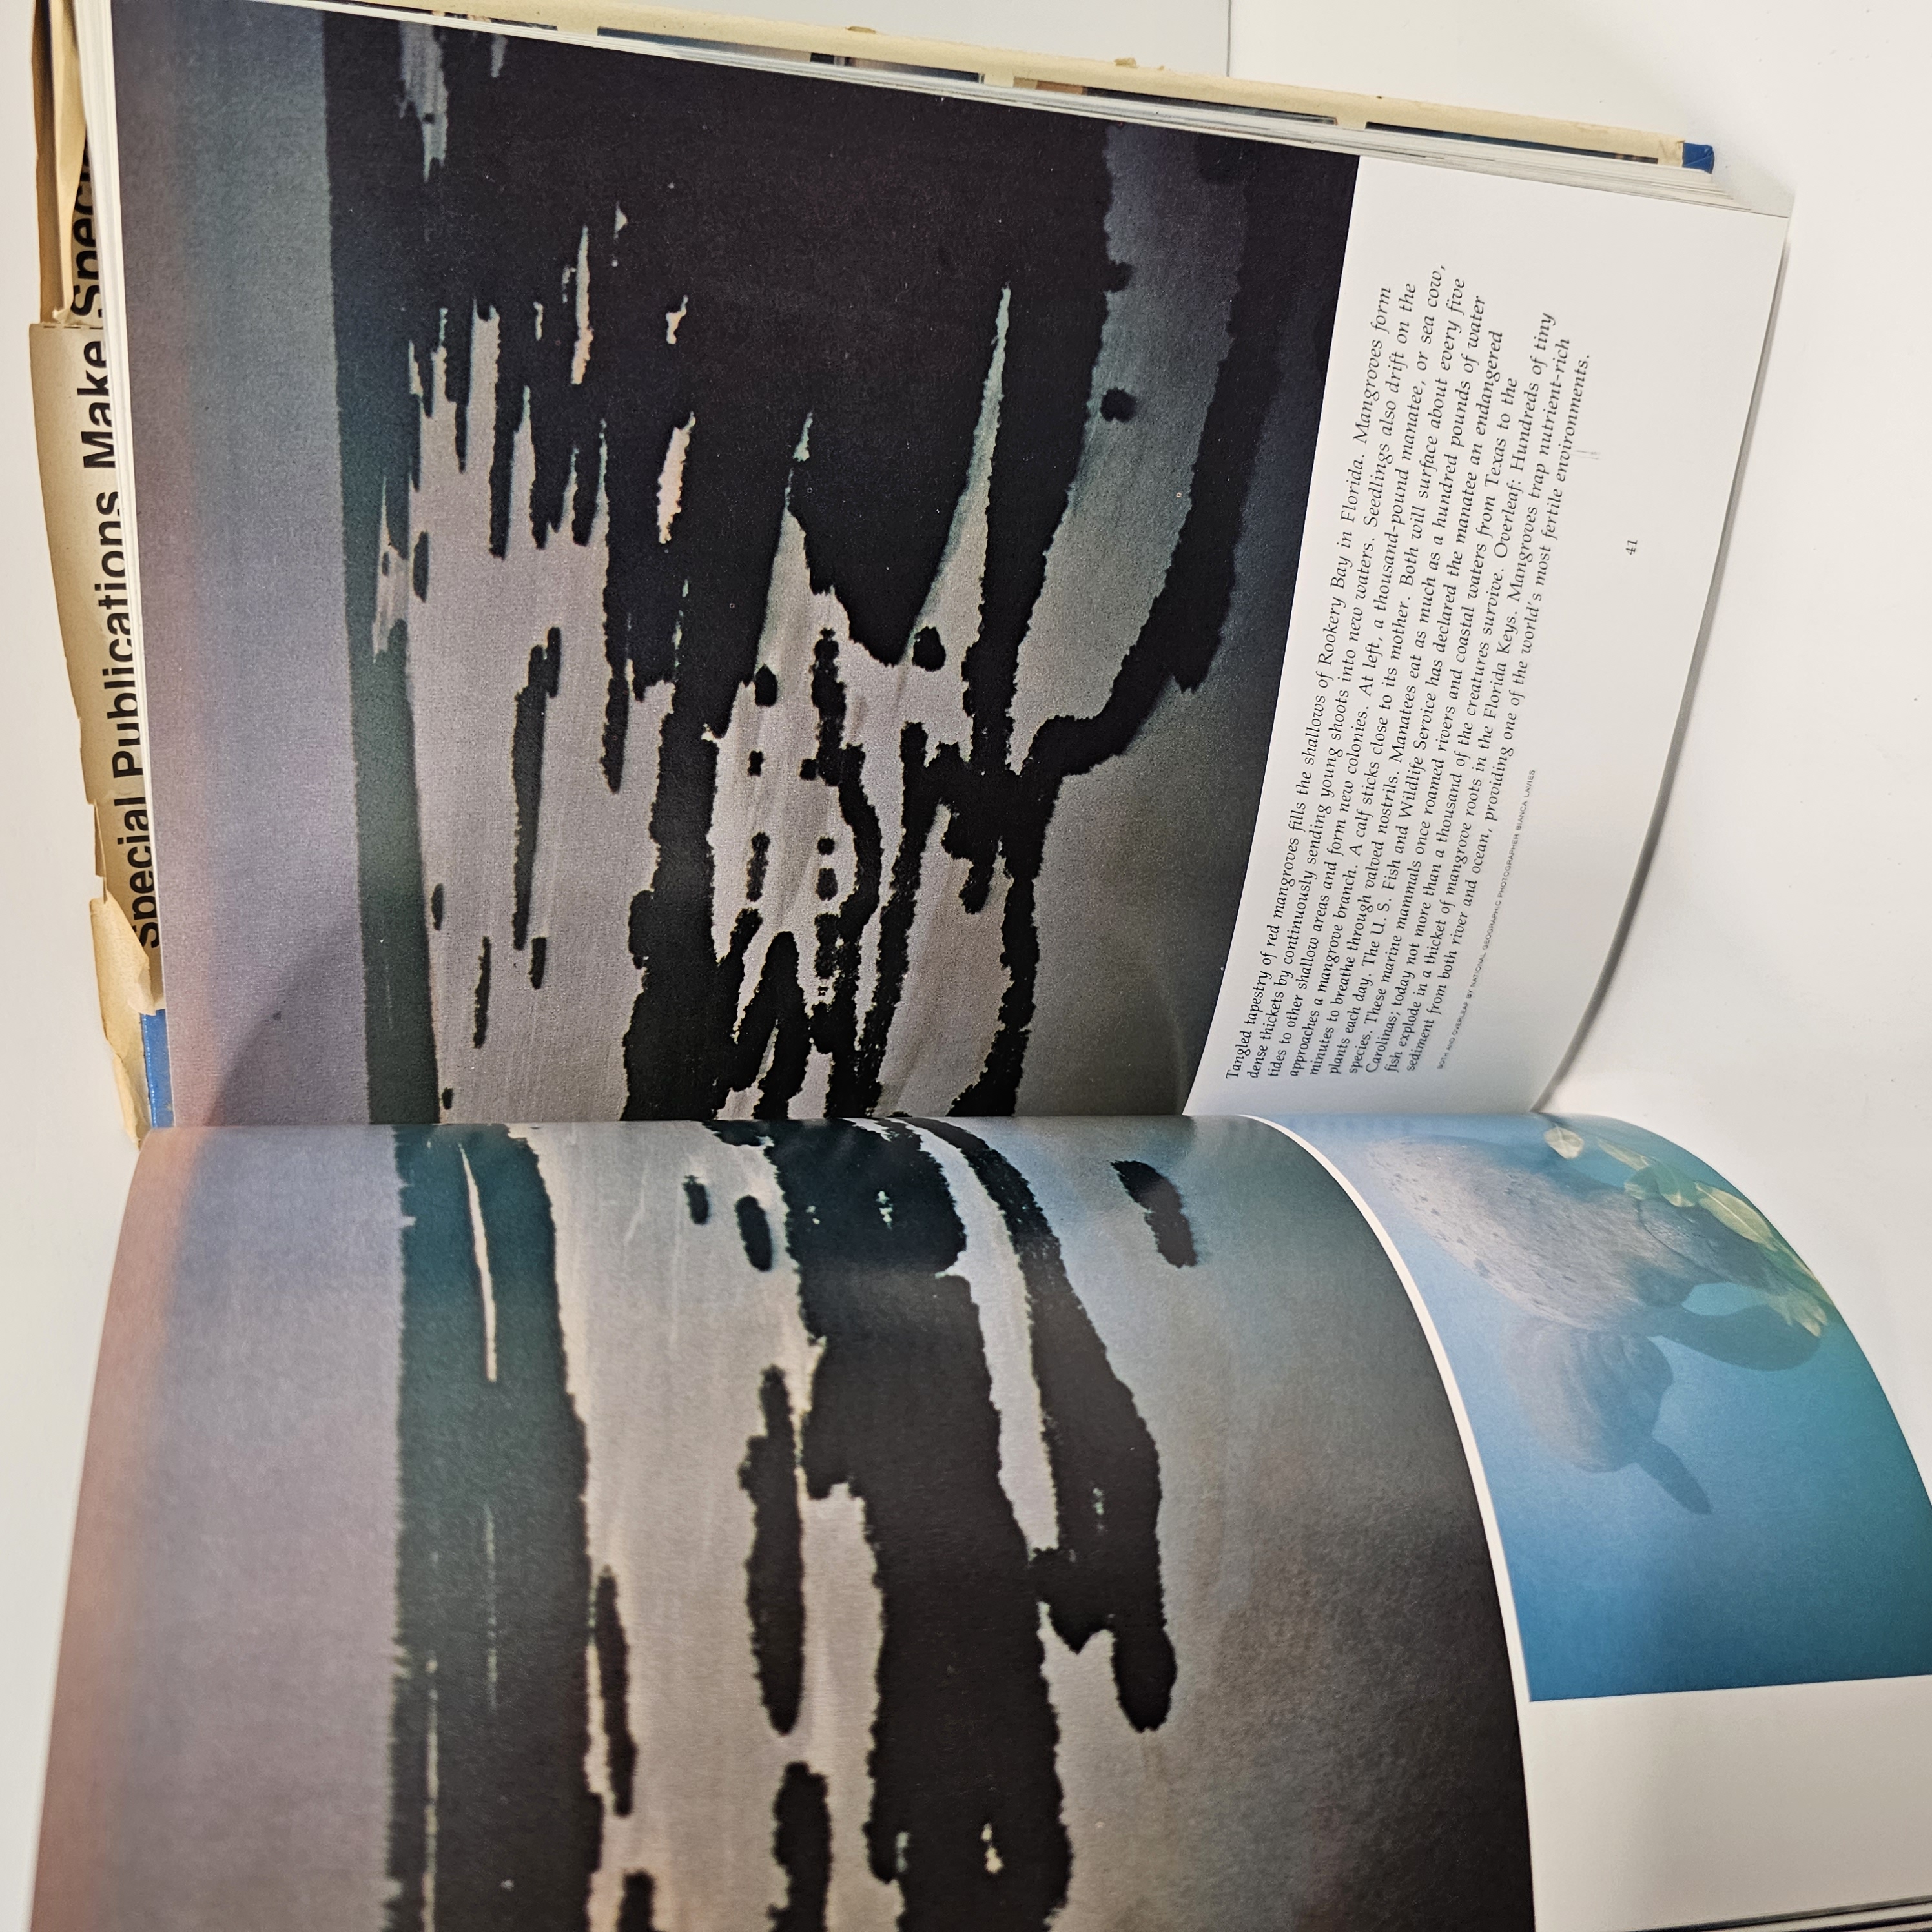 Special Publications Make Spec
Tangled tapestry of red mangroves fills the shallows of Rookery Bay in Florida. Mangroves form
dense thickets by continuously sending young shoots into new waters. Seedlings also drift on the
tides to other shallow areas and form new colonies. At left, a thousand-pound manatee, or sea cow,
approaches a mangrove branch. A calf sticks close to its mother. Both will surface about every five
minutes to breathe through valved nostrils. Manatees eat as much as a hundred pounds of water
plants each day. The U. S. Fish and Wildlife Service has declared the manatee an endangered
species. These marine mammals once roamed rivers and coastal waters from Texas to the
Carolinas; today not more than a thousand of the creatures survive. Overleaf: Hundreds of tiny
fish explode in a thicket of mangrove roots in the Florida Keys. Mangroves trap nutrient-rich
sediment from both river and ocean, providing one of the world's most fertile environments.
BOTH AND OVERLEAF BY NATIONAL GEOGRAPHIC PHOTOGRAPHER BIANCA LAVIES
41